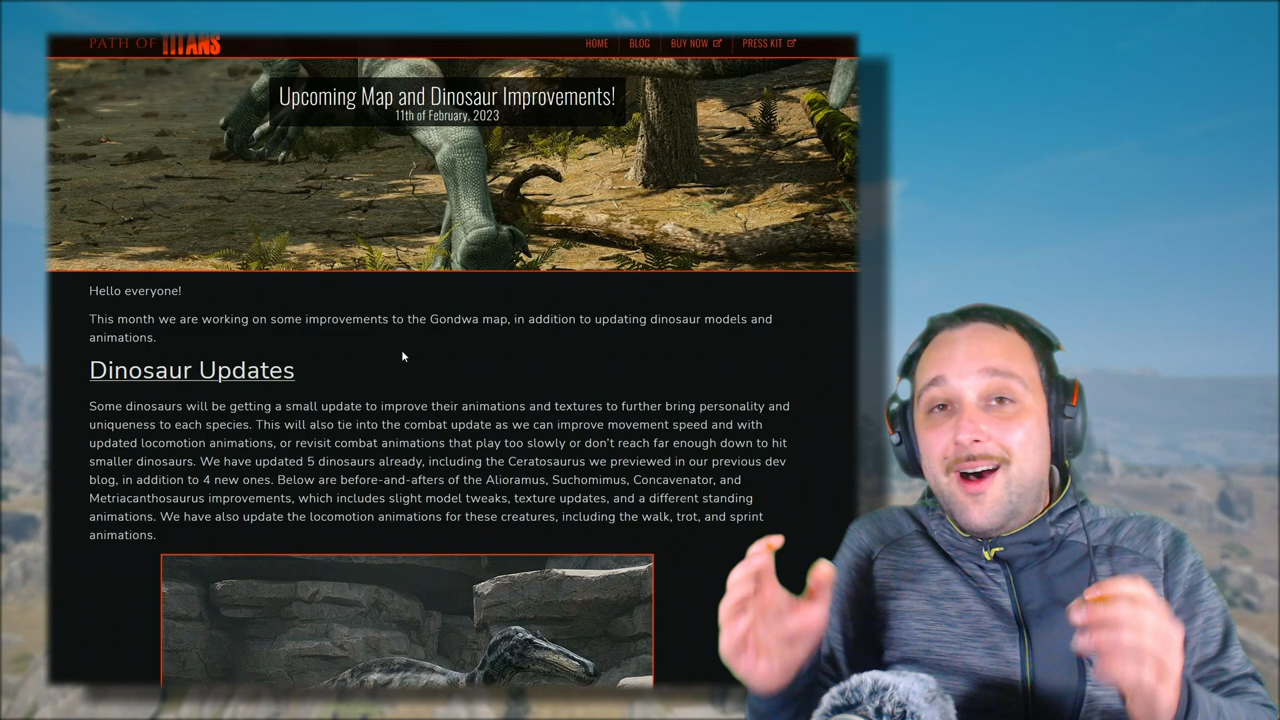 PATH OF TITANS
HOME
BLOG
BUY NOW
PRESS KIT
Upcoming Map and Dinosaur Improvements!
11th of February, 2023
Hello everyone!
This month we are working on some improvements to the Gondwa map, in addition to updating dinosaur models and
animations.
Dinosaur Updates
Some dinosaurs will be getting a small update to improve their animations and textures to further bring personality and
uniqueness to each species. This will also tie into the combat update as we can improve movement speed and with
updated locomotion animations, or revisit combat animations that play too slowly or don't reach far enough down to hit
smaller dinosaurs. We have updated 5 dinosaurs already, including the Ceratosaurus we previewed in our previous dev
blog, in addition to 4 new ones. Below are before-and-afters of the Alioramus, Suchomimus, Concavenator, and
Metriacanthosaurus improvements, which includes slight model tweaks, texture updates, and a different standing
animations. We have also update the locomotion animations for these creatures, including the walk, trot, and sprint
animations.